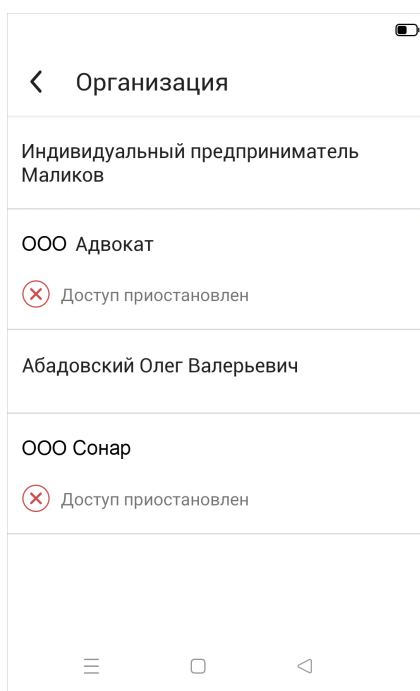 Организация
Индивидуальный предприниматель
Маликов
ООО Адвокат
Доступ приостановлен
Абадовский Олег Валерьевич
ООО Сонар
Доступ приостановлен